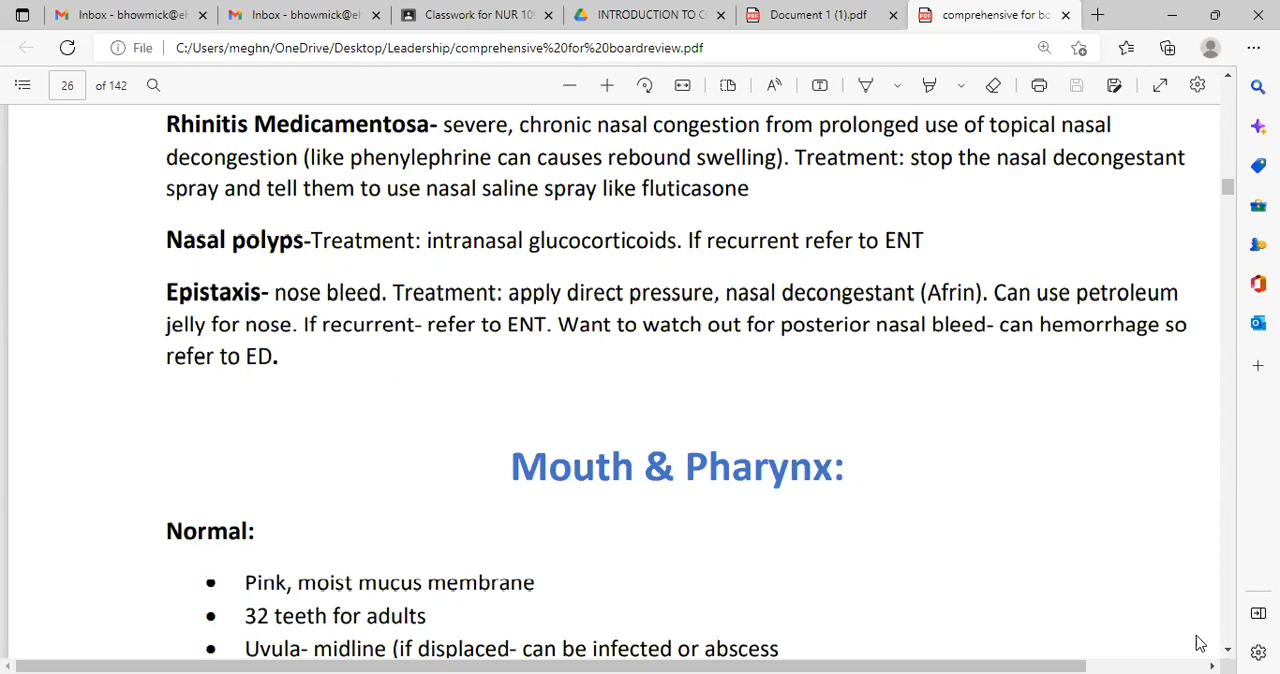 Inbox - bhowmick@eh
Inbox - bhowmick@eh
Classwork for NUR 109
INTRODUCTION TO C
Document 1 (1).pdf
comprehensive for bo
File
C:/Users/meghn/OneDrive/Desktop/Leadership/comprehensive%20for%20boardreview.pdf
26 of 142
Rhinitis Medicamentosa- severe, chronic nasal congestion from prolonged use of topical nasal
decongestion (like phenylephrine can causes rebound swelling). Treatment: stop the nasal decongestant
spray and tell them to use nasal saline spray like fluticasone
Nasal polyps-Treatment: intranasal glucocorticoids. If recurrent refer to ENT
Epistaxis- nose bleed. Treatment: apply direct pressure, nasal decongestant (Afrin). Can use petroleum
jelly for nose. If recurrent- refer to ENT. Want to watch out for posterior nasal bleed- can hemorrhage so
refer to ED.
Mouth & Pharynx:
Normal:
• Pink, moist mucus membrane
• 32 teeth for adults
• Uvula- midline (if displaced- can be infected or abscess